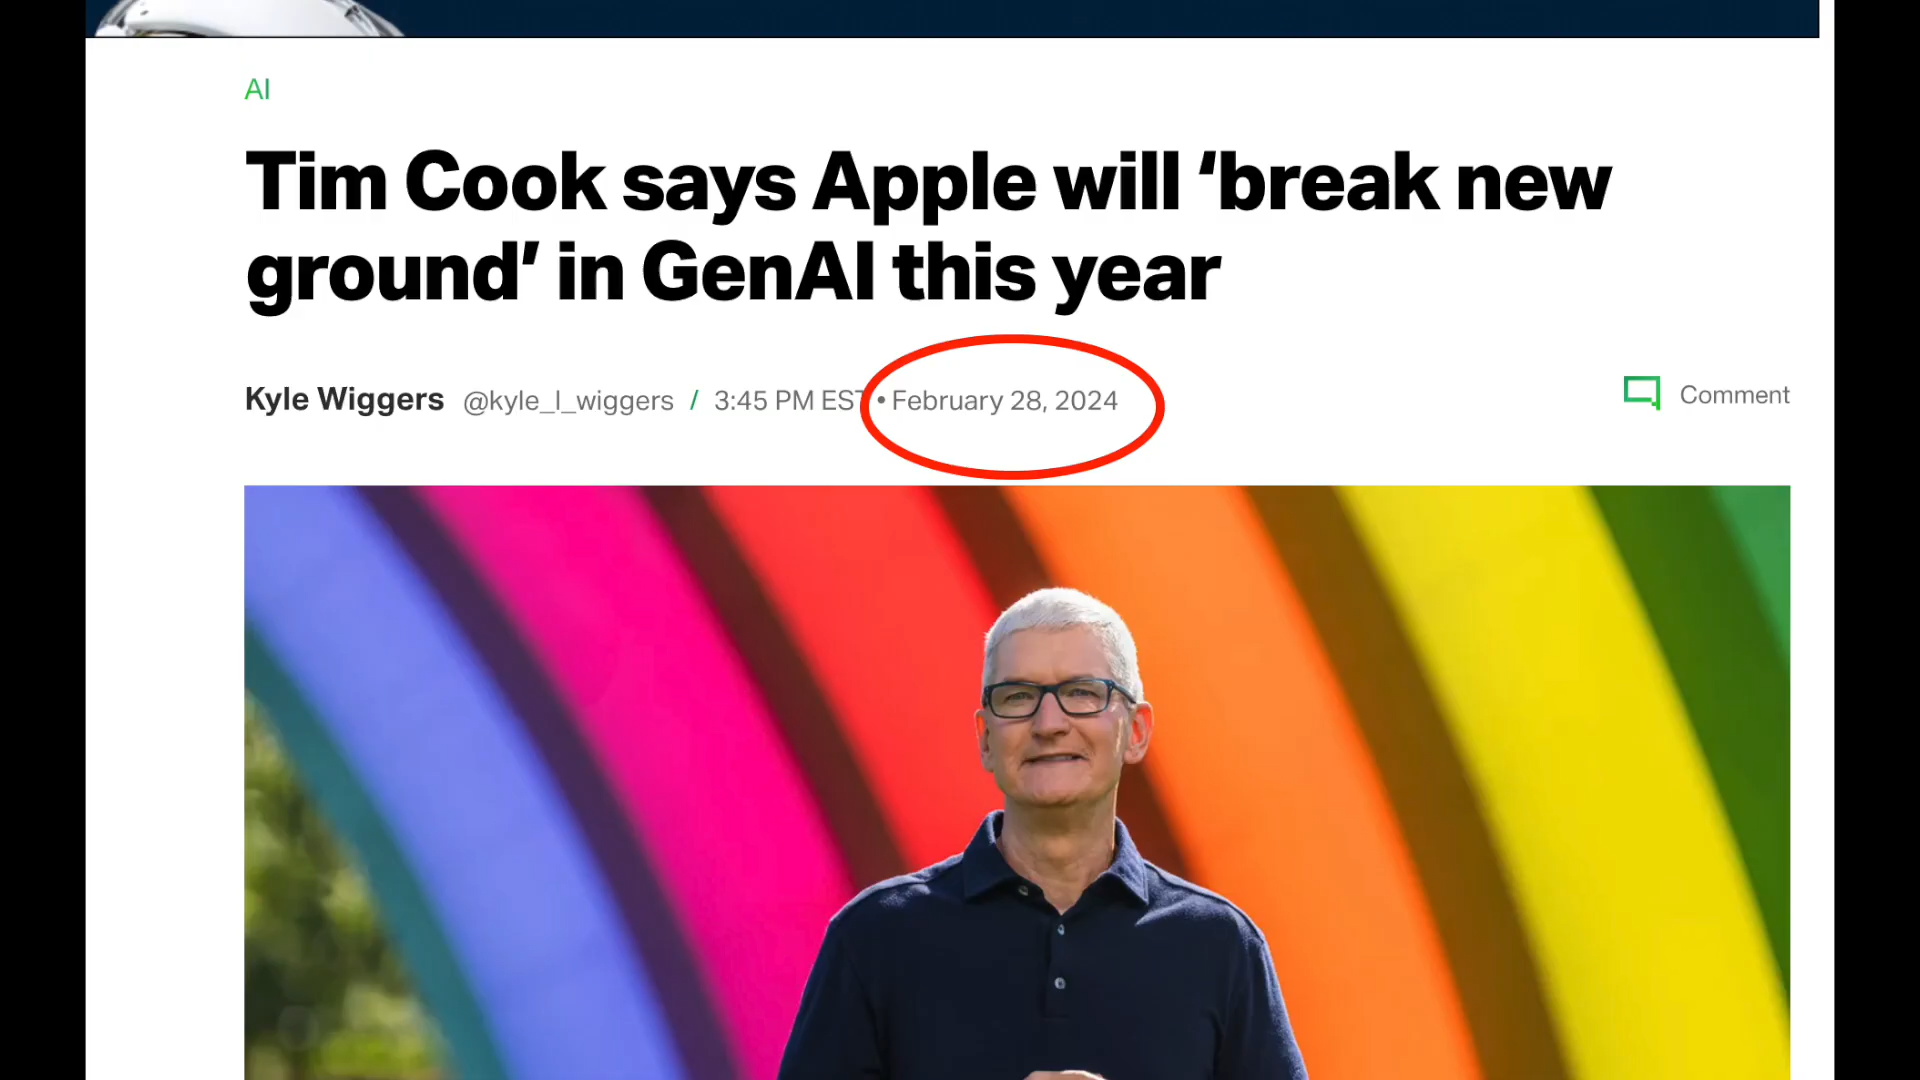 AI
Tim Cook says Apple will ‘break new
ground’ in GenAI this year
Kyle Wiggers @kyle_l_wiggers / 3:45 PM EST • February 28, 2024
Comment